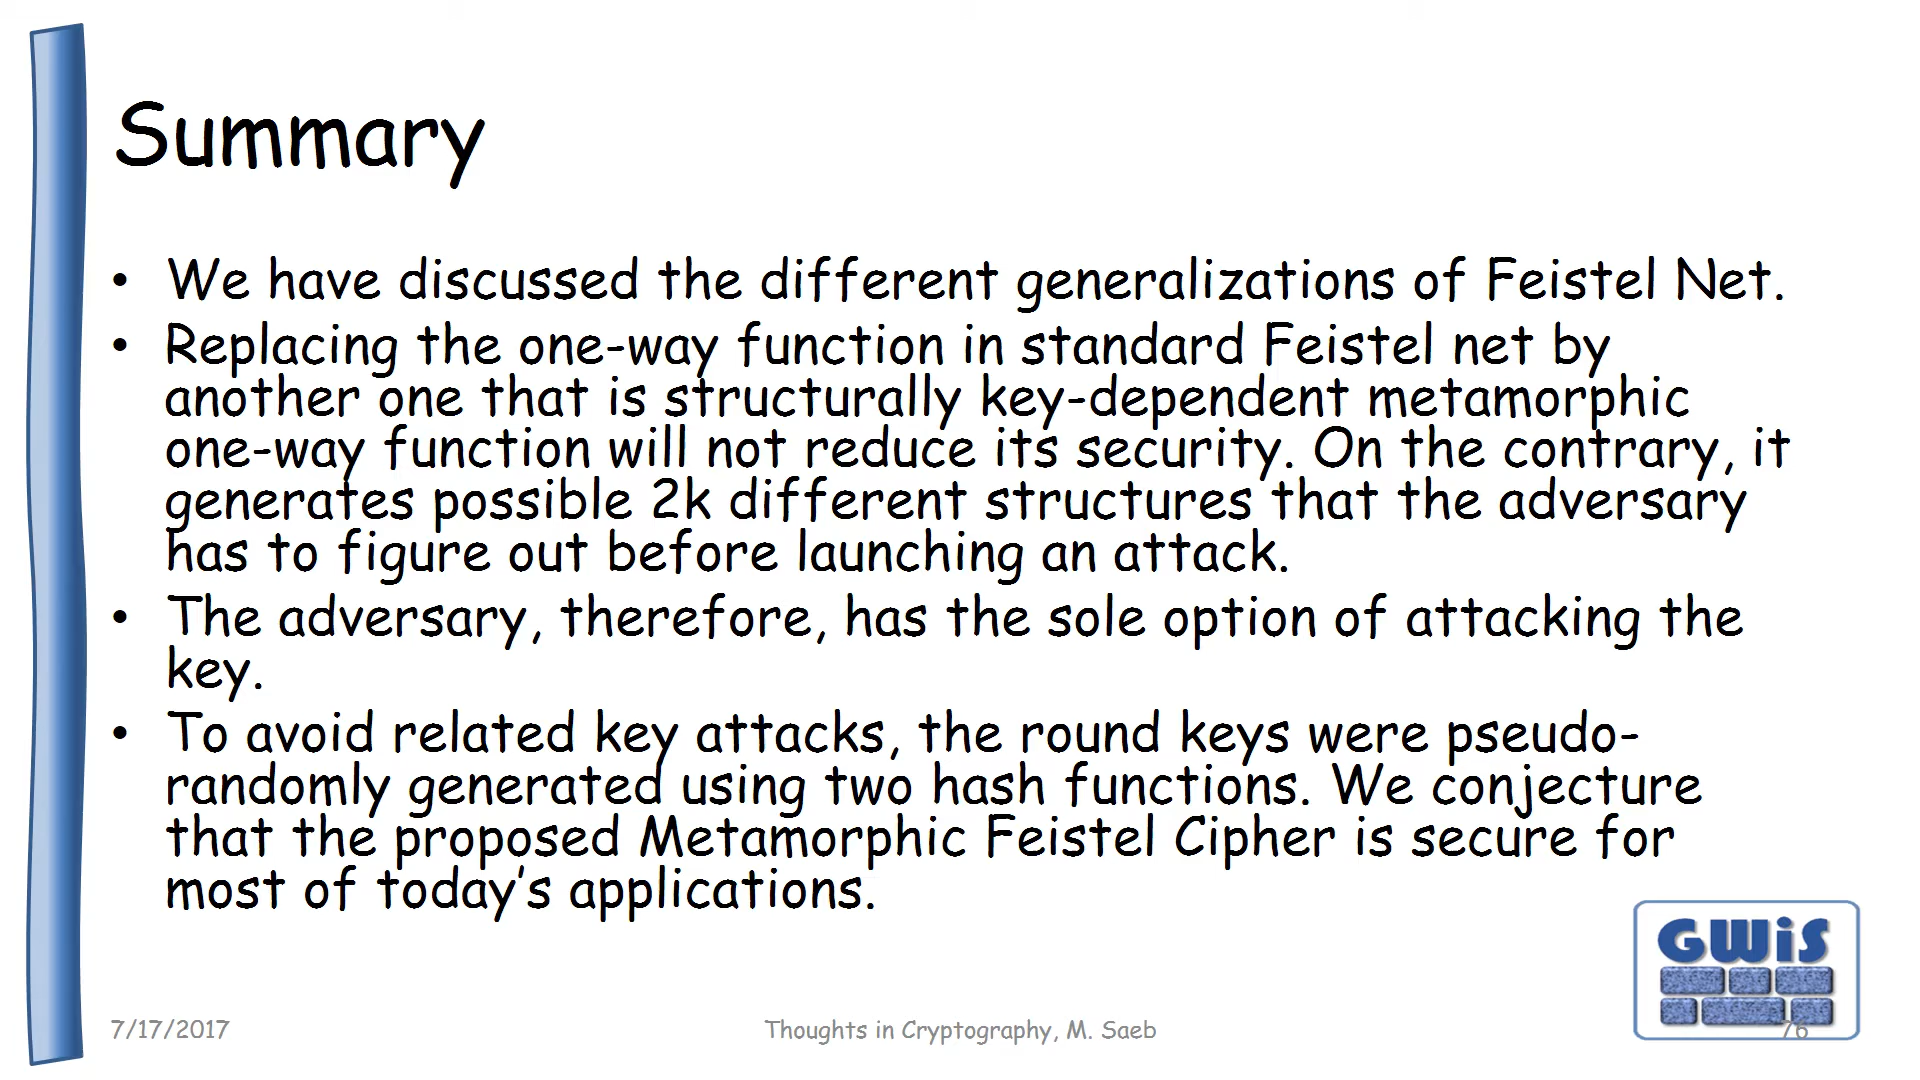 Summary
• We have discussed the different generalizations of Feistel Net.
• Replacing the one-way function in standard Feistel net by
another one that is structurally key-dependent metamorphic
one-way function will not reduce its security. On the contrary, it
generates possible 2k different structures that the adversary
has to figure out before launching an attack.
• The adversary, therefore, has the sole option of attacking the
key.
• To avoid related key attacks, the round keys were pseudo-
randomly generated using two hash functions. We conjecture
that the proposed Metamorphic Feistel Cipher is secure for
most of today's applications.
GWiS
7/17/2017
Thoughts in Cryptography, M. Saeb
76